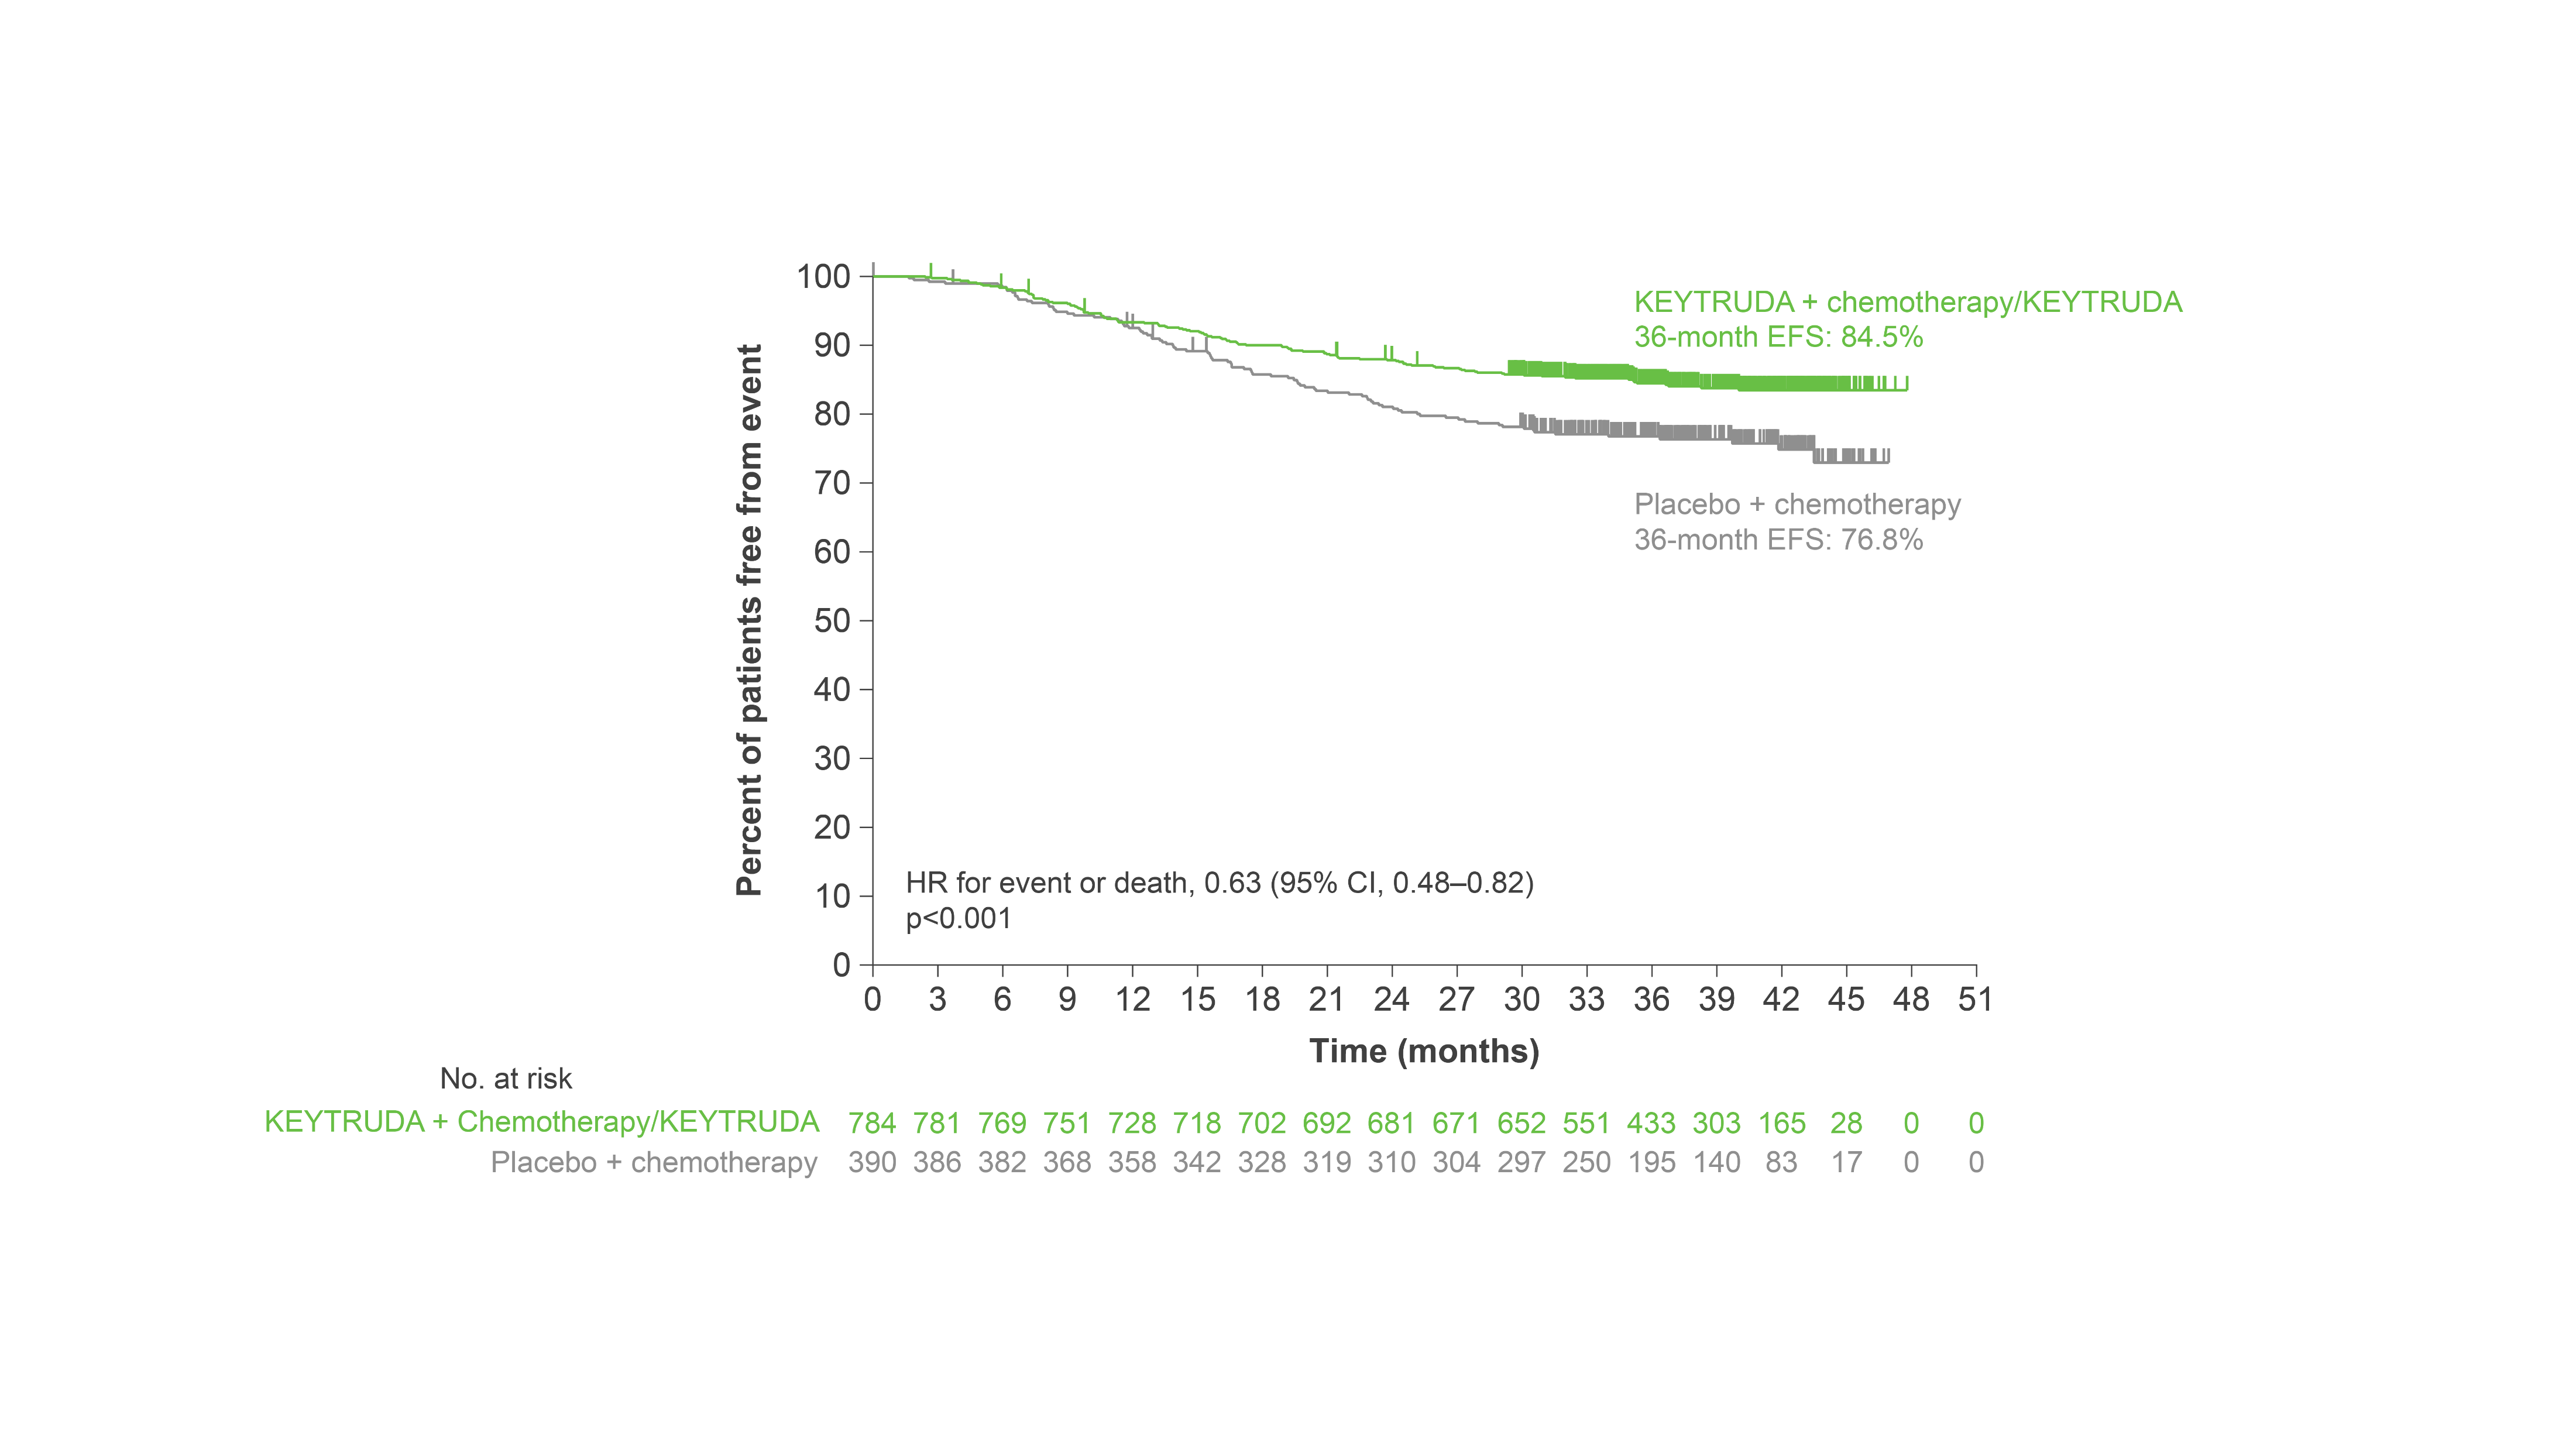 Percent of patients free from event
100
90
80
70
60
50
40
30
20
10
0
KEYTRUDA + chemotherapy/KEYTRUDA
36-month EFS: 84.5%
Placebo + chemotherapy
36-month EFS: 76.8%
HR for event or death, 0.63 (95% CI, 0.48–0.82)
p<0.001
0 3 6 9 12 15 18 21 24 27 30 33 36 39 42 45 48 51
Time (months)
No. at risk
KEYTRUDA + Chemotherapy/KEYTRUDA 784 781 769 751 728 718 702 692 681 671 652 551 433 303 165 28 0 0
Placebo + chemotherapy 390 386 382 368 358 342 328 319 310 304 297 250 195 140 83 17 0 0